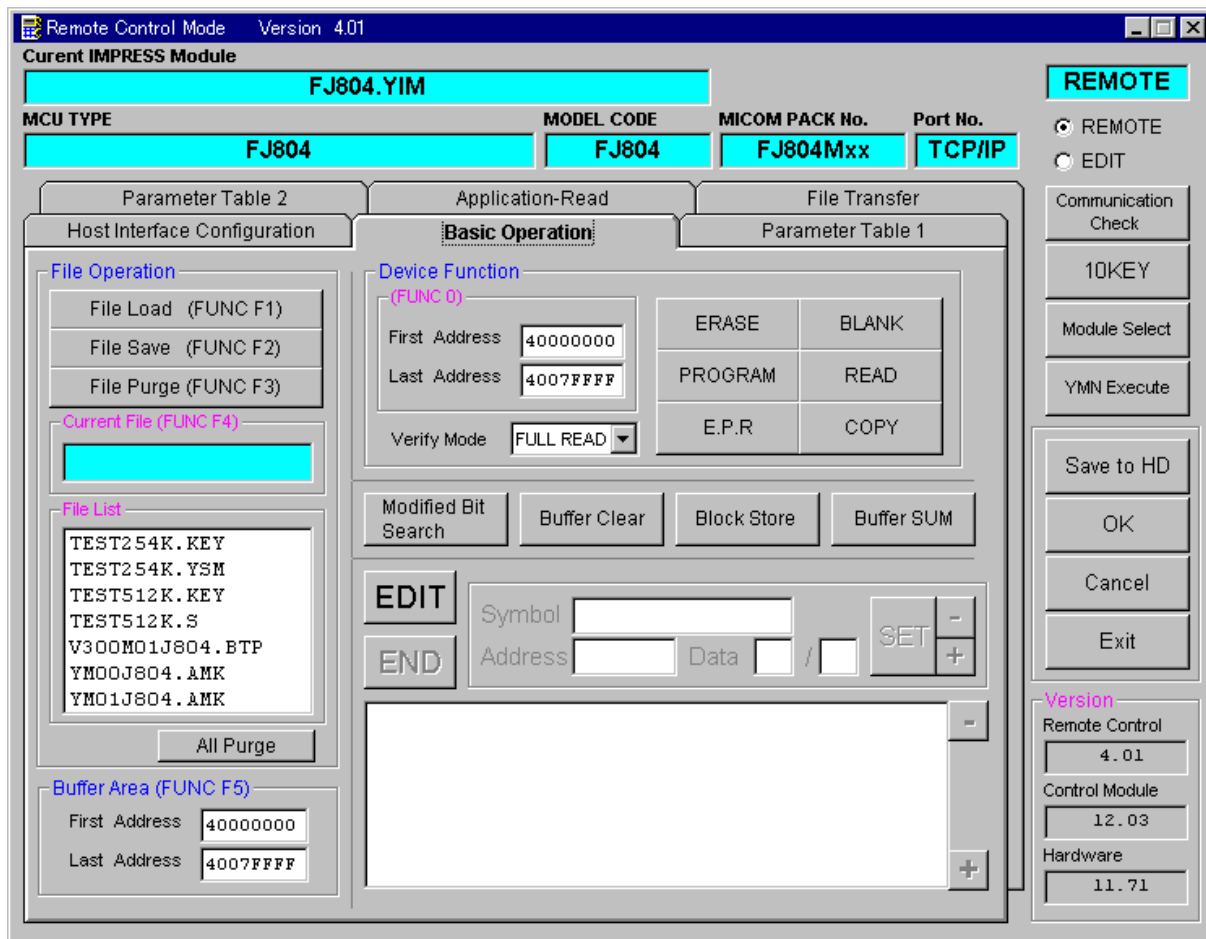 Remote Control Mode Version 4.01
Curent IMPRESS Module
FJ804.YIM
REMOTE
MCU TYPE MODEL CODE MICOM PACK No. Port No.
FJ804 FJ804 FJ804Mxx TCP/IP
REMOTE
EDIT
Parameter Table 2 Application-Read File Transfer
Host Interface Configuration Basic Operation Parameter Table 1
File Operation
File Load (FUNC F1)
File Save (FUNC F2)
File Purge (FUNC F3)
Current File (FUNC F4)
File List
TEST254K.KEY
TEST254K.YSM
TEST512K.KEY
TEST512K.S
V300M01J804.BTP
YM00J804.AMK
YM01J804.AMK
All Purge
Buffer Area (FUNC F5)
First Address 40000000
Last Address 4007FFFF
Device Function
(FUNC 0)
First Address 40000000
Last Address 4007FFFF
Verify Mode FULL READ
ERASE BLANK
PROGRAM READ
E.P.R COPY
Modified Bit
Search
Buffer Clear Block Store Buffer SUM
EDIT
END
Symbol
Address Data /
SET - +
-
+
Communication
Check
10KEY
Module Select
YMN Execute
Save to HD
OK
Cancel
Exit
Version
Remote Control
4.01
Control Module
12.03
Hardware
11.71